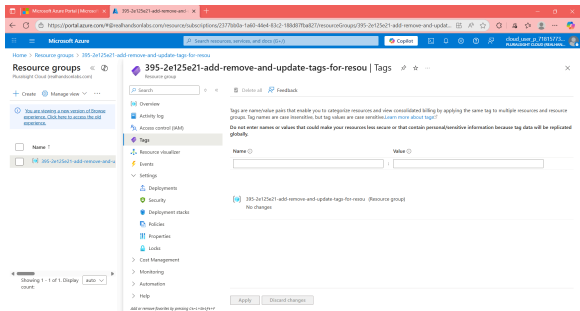 Microsoft Azure Portal | Microsoft
395-2e125e21-add-remove-and-
https://portal.azure.com/#@realhandsonlabs.com/resource/subscriptions/2377bb0a-1a60-44e4-83c2-188d87fba827/resourceGroups/395-2e125e21-add-remove-and-updat...
Microsoft Azure
Search resources, services, and docs (G+/)
Copilot
cloud_user_p_71815773...
PLURALSIGHT CLOUD (REALHAN...
Home > Resource groups > 395-2e125e21-add-remove-and-update-tags-for-resou
Resource groups
Pluralsight Cloud (realhandsonlabs.com)
+ Create
Manage view
You are viewing a new version of Browse
experience. Click here to access the old
experience.
Name ↑
395-2e125e21-add-remove-and-u
Showing 1 - 1 of 1. Display
count:
auto
395-2e125e21-add-remove-and-update-tags-for-resou | Tags
Resource group
Search
Overview
Activity log
Access control (IAM)
Tags
Resource visualizer
Events
Settings
Deployments
Security
Deployment stacks
Policies
Properties
Locks
Cost Management
Monitoring
Automation
Help
Add or remove favorites by pressing Ctrl+Shift+F
Delete all
Feedback
Tags are name/value pairs that enable you to categorize resources and view consolidated billing by applying the same tag to multiple resources and resource
groups. Tag names are case insensitive, but tag values are case sensitive. Learn more about tags
Do not enter names or values that could make your resources less secure or that contain personal/sensitive information because tag data will be replicated
globally.
Name
Value
:
395-2e125e21-add-remove-and-update-tags-for-resou (Resource group)
No changes
Apply
Discard changes